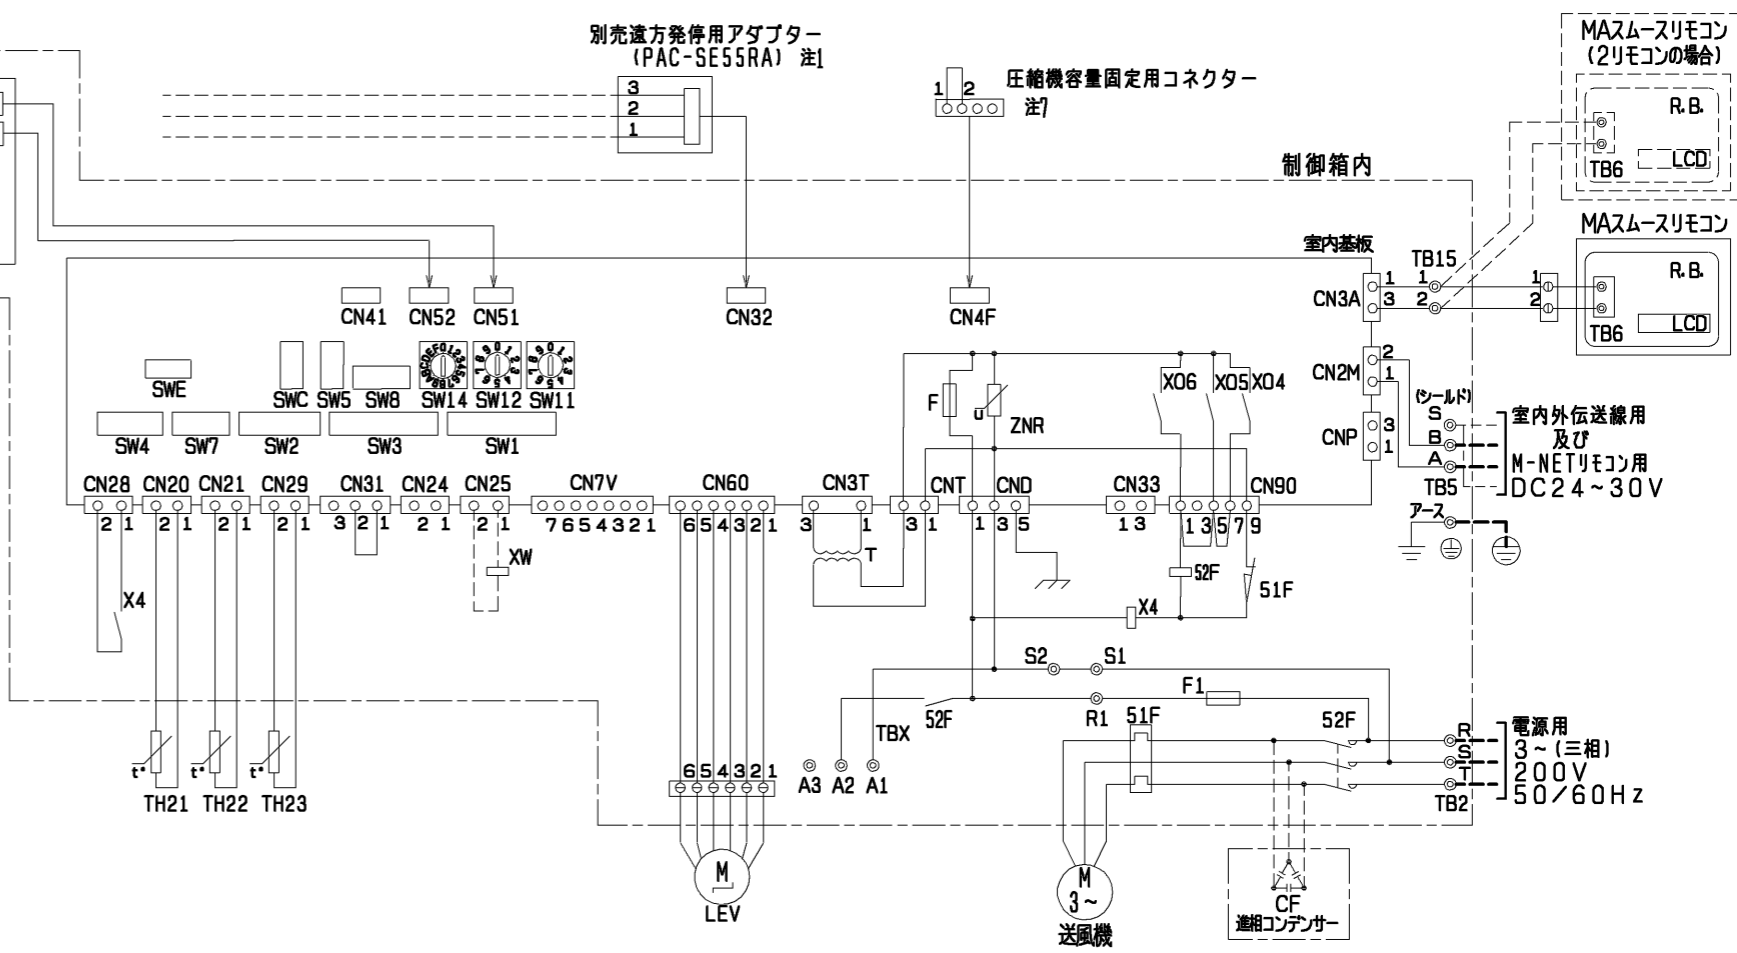 別売遠方発停用アダプター
(PAC-SE55RA) 注1
3
2
1
圧縮機容量固定用コネクター
注7
1 2
MAスムースリモコン
(2リモコンの場合)
R.B.
LCD
TB6
制御箱内
MAスムースリモコン
R.B.
LCD
TB6
室内基板
TB15
CN3A
1 1 1
3 2 2
CN41 CN52 CN51 CN32 CN4F
CN2M
2
1
SWE SWC SW5 SW8 SW14 SW12 SW11
0123456789ABCDEF
0123456789
0123456789
SW4 SW7 SW2 SW3 SW1
F
u
ZNR
X06 X05 X04
CNP
3
1
(シールド)
S
B
A
TB5
室内外伝送線用
及び
M-NETリモコン用
DC24~30V
アース
CN28 CN20 CN21 CN29 CN31 CN24 CN25 CN7V CN60 CN3T CNT CND CN33 CN90
2 1 2 1 2 1 2 1 3 2 1 2 1 2 1 7 6 5 4 3 2 1 6 5 4 3 2 1 3 1 3 1 1 3 5 1 3 1 3 5 7 9
X4
XW
T
52F
51F
X4
S2 S1
F1
R1
52F
TBX
A3 A2 A1
51F
52F
R
S
T
TB2
電源用
3~(三相)
200V
50/60Hz
t°
t°
t°
TH21 TH22 TH23
6 5 4 3 2 1
M
LEV
M
3~
送風機
CF
進相コンデンサー